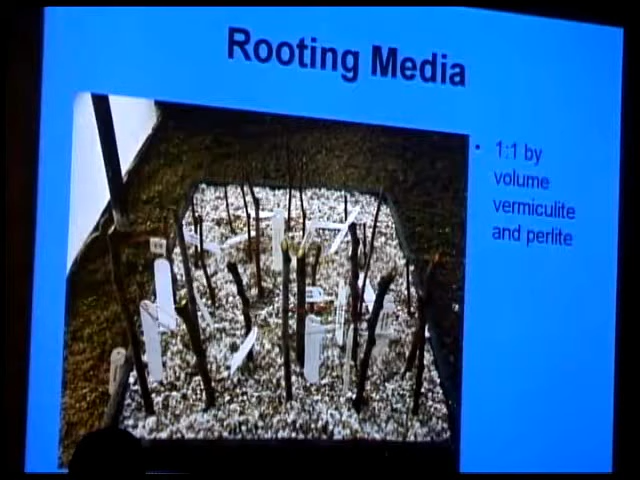 Rooting Media
• 1:1 by
volume
vermiculite
and perlite